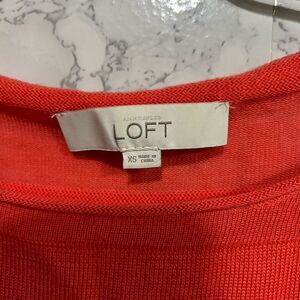 ANN TAYLOR
LOFT
XS MADE IN
CHINA